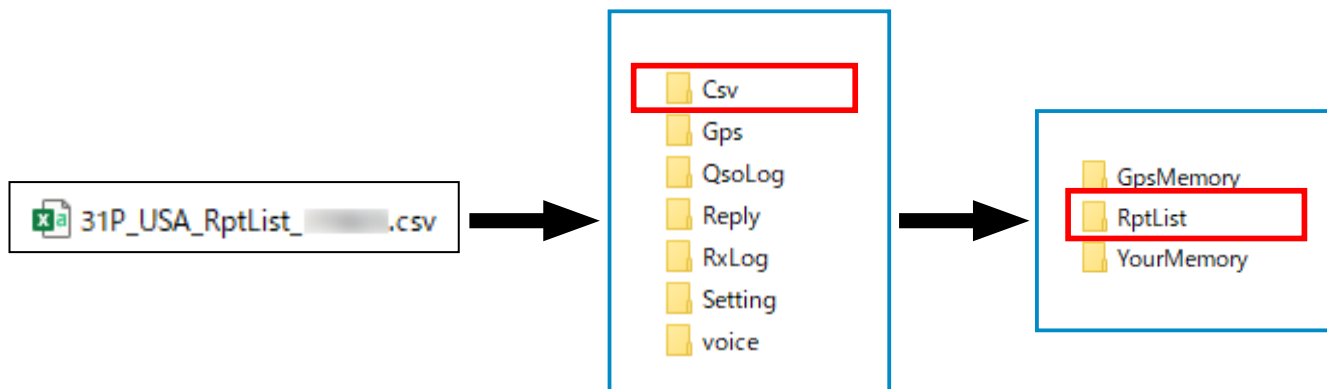 31P_USA_RptList_ .csv
Csv
Gps
QsoLog
Reply
RxLog
Setting
voice
GpsMemory
RptList
YourMemory